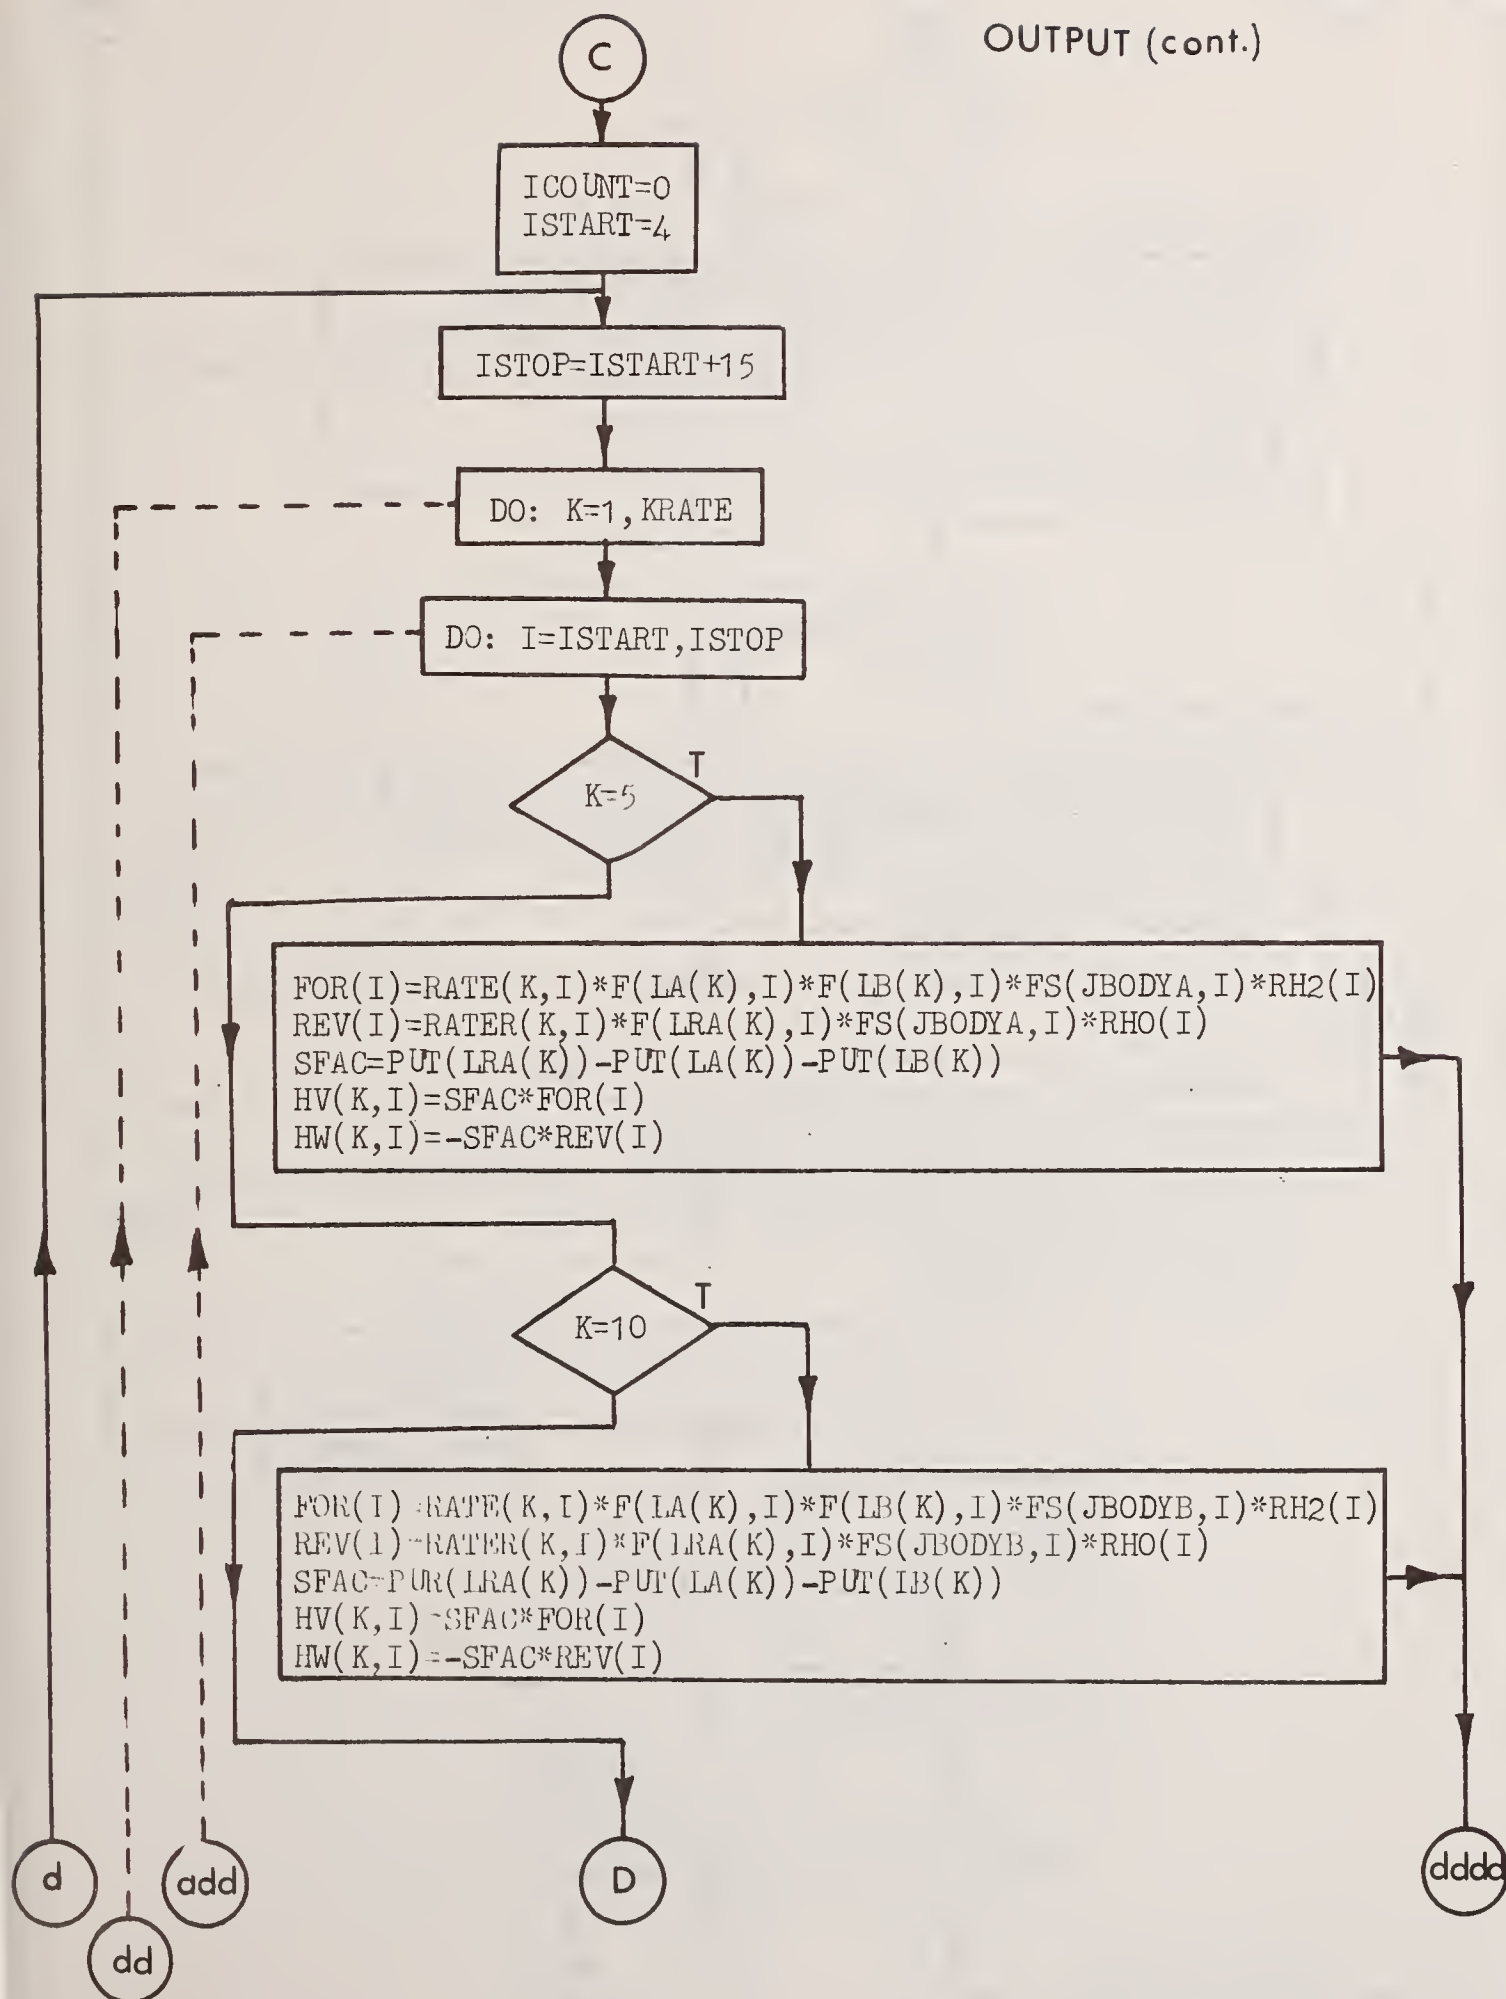 OUTPUT (cont.)
C
ICOUNT=0
ISTART=4
ISTOP=ISTART+15
DO: K=1,KRATE
DO: I=ISTART,ISTOP
K=5
T
FOR(I)=RATE(K,I)*F(LA(K),I)*F(LB(K),I)*FS(JBODYA,I)*RH2(I)
REV(I)=RATER(K,I)*F(LRA(K),I)*FS(JBODYA,I)*RHO(I)
SFAC=PUT(LRA(K))-PUT(LA(K))-PUT(LB(K))
HV(K,I)=SFAC*FOR(I)
HW(K,I)=-SFAC*REV(I)
K=10
T
FOR(I)=RATE(K,I)*F(LA(K),I)*F(LB(K),I)*FS(JBODYB,I)*RH2(I)
REV(I)=RATER(K,I)*F(LRA(K),I)*FS(JBODYB,I)*RHO(I)
SFAC=PUR(LRA(K))-PUT(LA(K))-PUT(LB(K))
HV(K,I)=SFAC*FOR(I)
HW(K,I)=-SFAC*REV(I)
d
add
D
dddd
dd